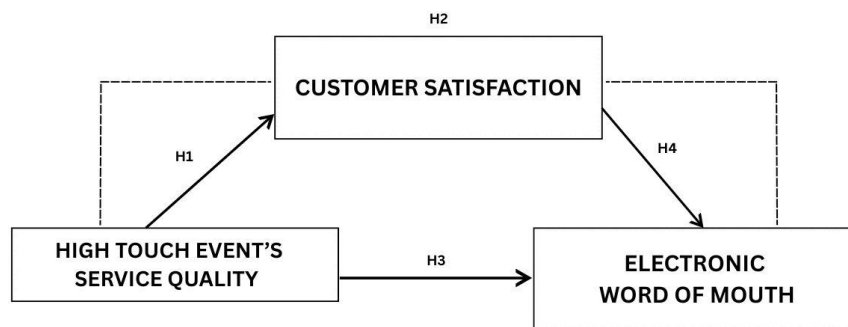 H2
CUSTOMER SATISFACTION
H1
H4
HIGH TOUCH EVENT’S
SERVICE QUALITY
H3
ELECTRONIC
WORD OF MOUTH